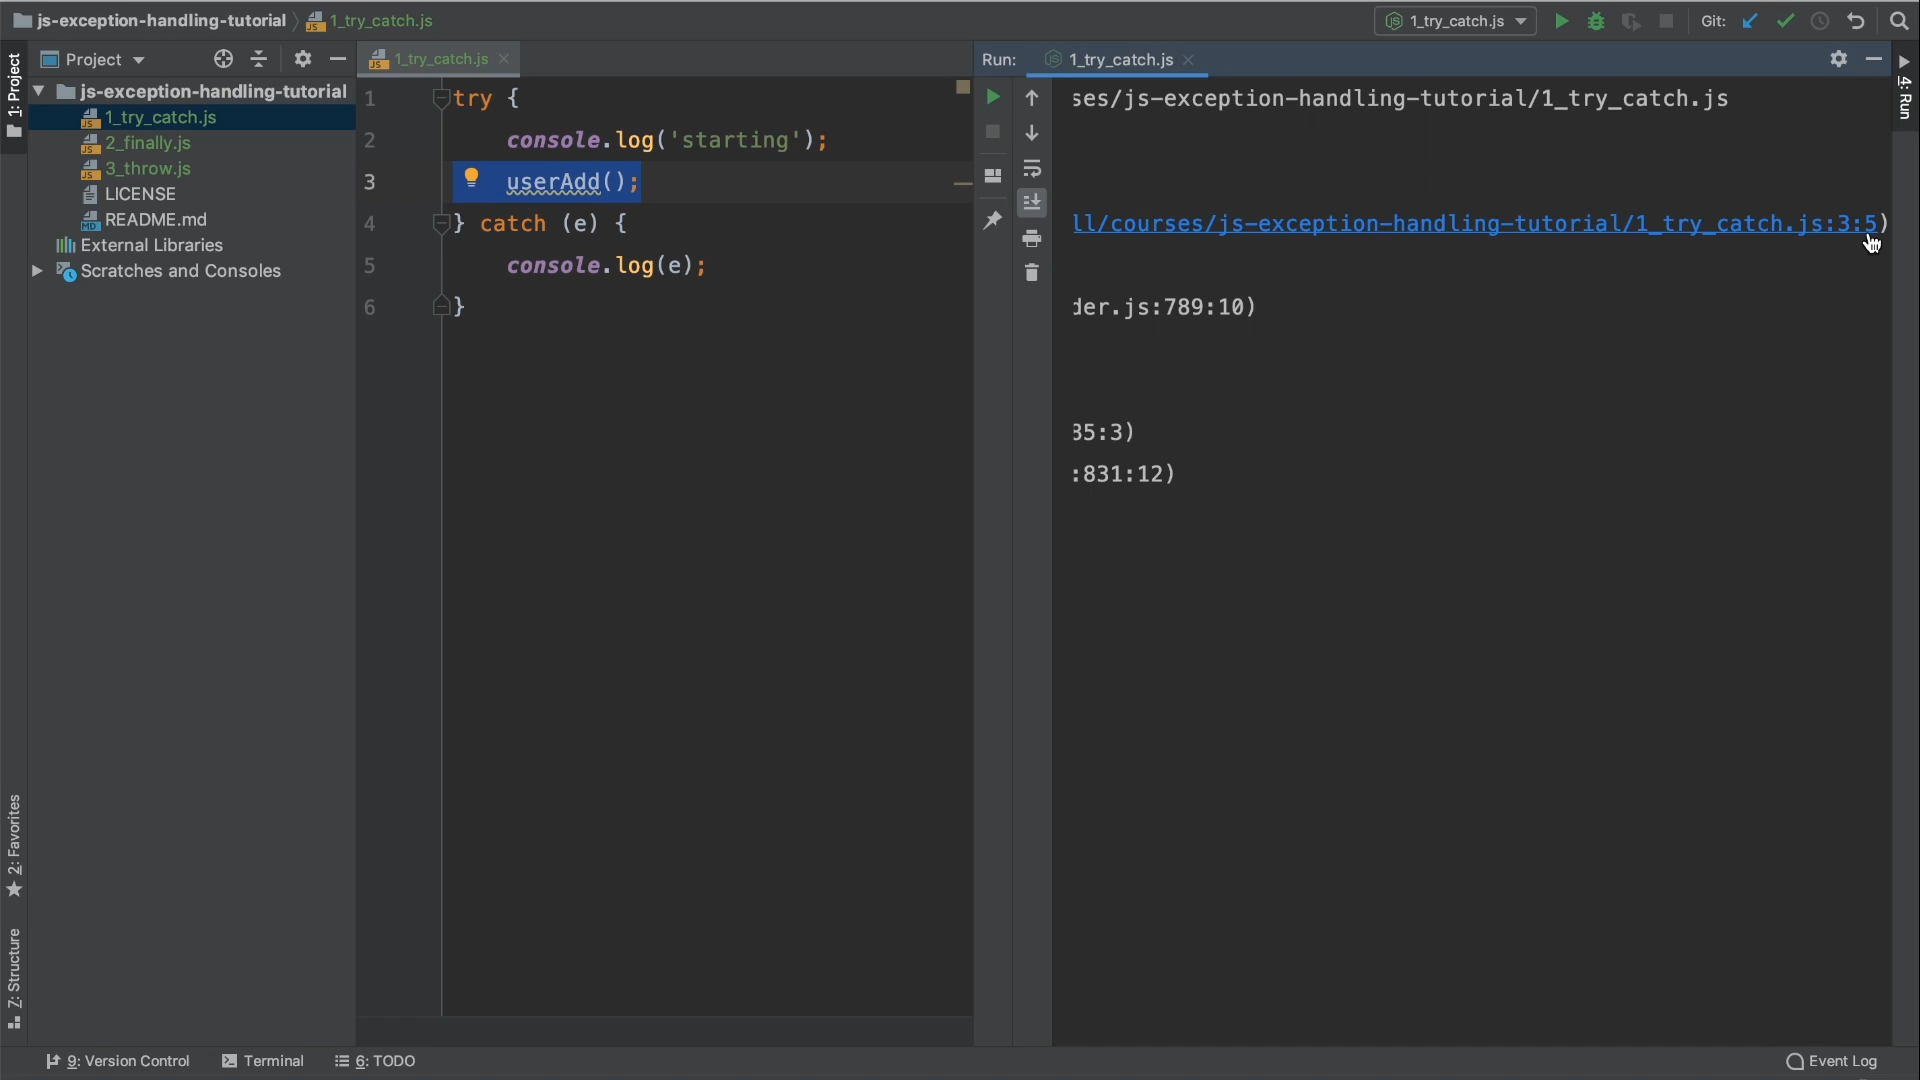 js-exception-handling-tutorial 1_try_catch.js
1_try_catch.js
Git:
1: Project
Project
js-exception-handling-tutorial
1_try_catch.js
2_finally.js
3_throw.js
LICENSE
README.md
External Libraries
Scratches and Consoles
2: Favorites
7: Structure
1_try_catch.js
1 try {
2 console.log('starting');
3 userAdd();
4 } catch (e) {
5 console.log(e);
6 }
Run: 1_try_catch.js
ses/js-exception-handling-tutorial/1_try_catch.js
ll/courses/js-exception-handling-tutorial/1_try_catch.js:3:5)
der.js:789:10)
35:3)
:831:12)
4: Run
9: Version Control
Terminal
6: TODO
Event Log